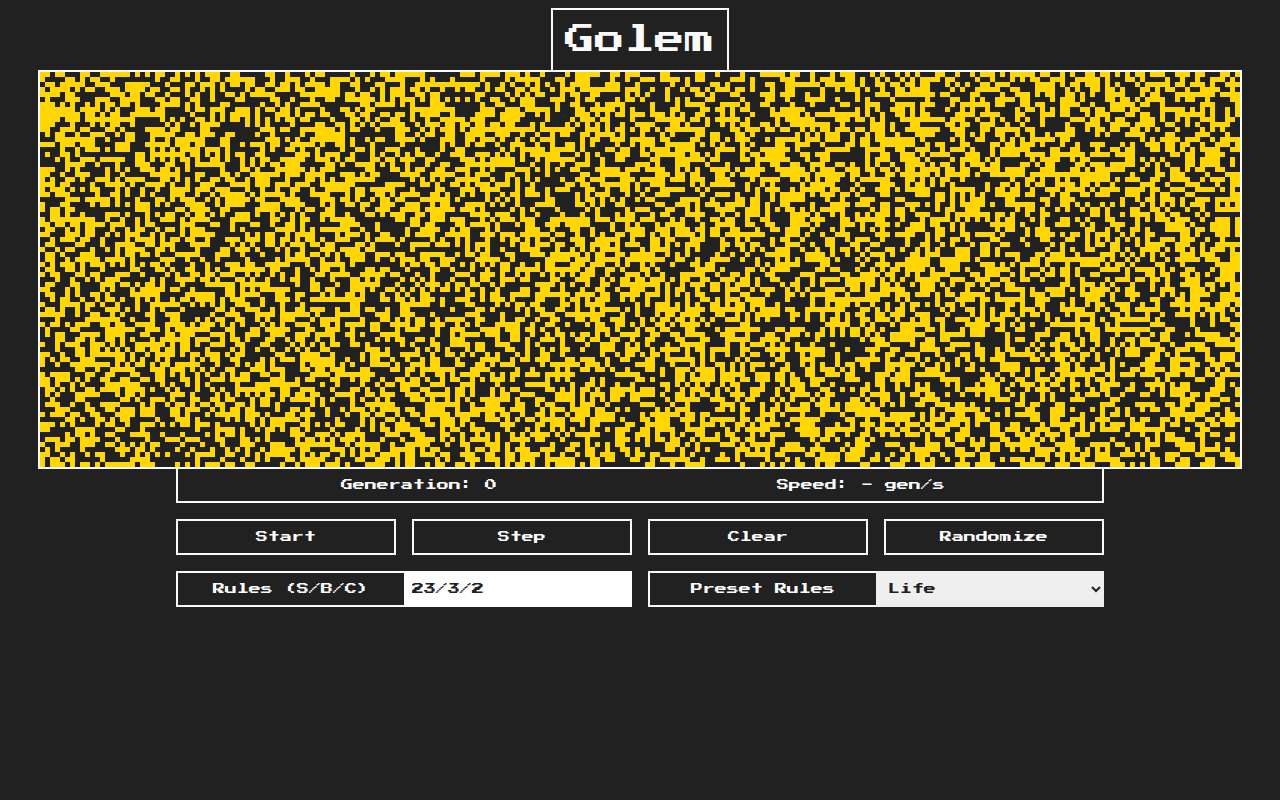 Golem
Generation: 0 Speed: - gen/s
Start Step Clear Randomize
Rules (S/B/C) 23/3/2 Preset Rules Life